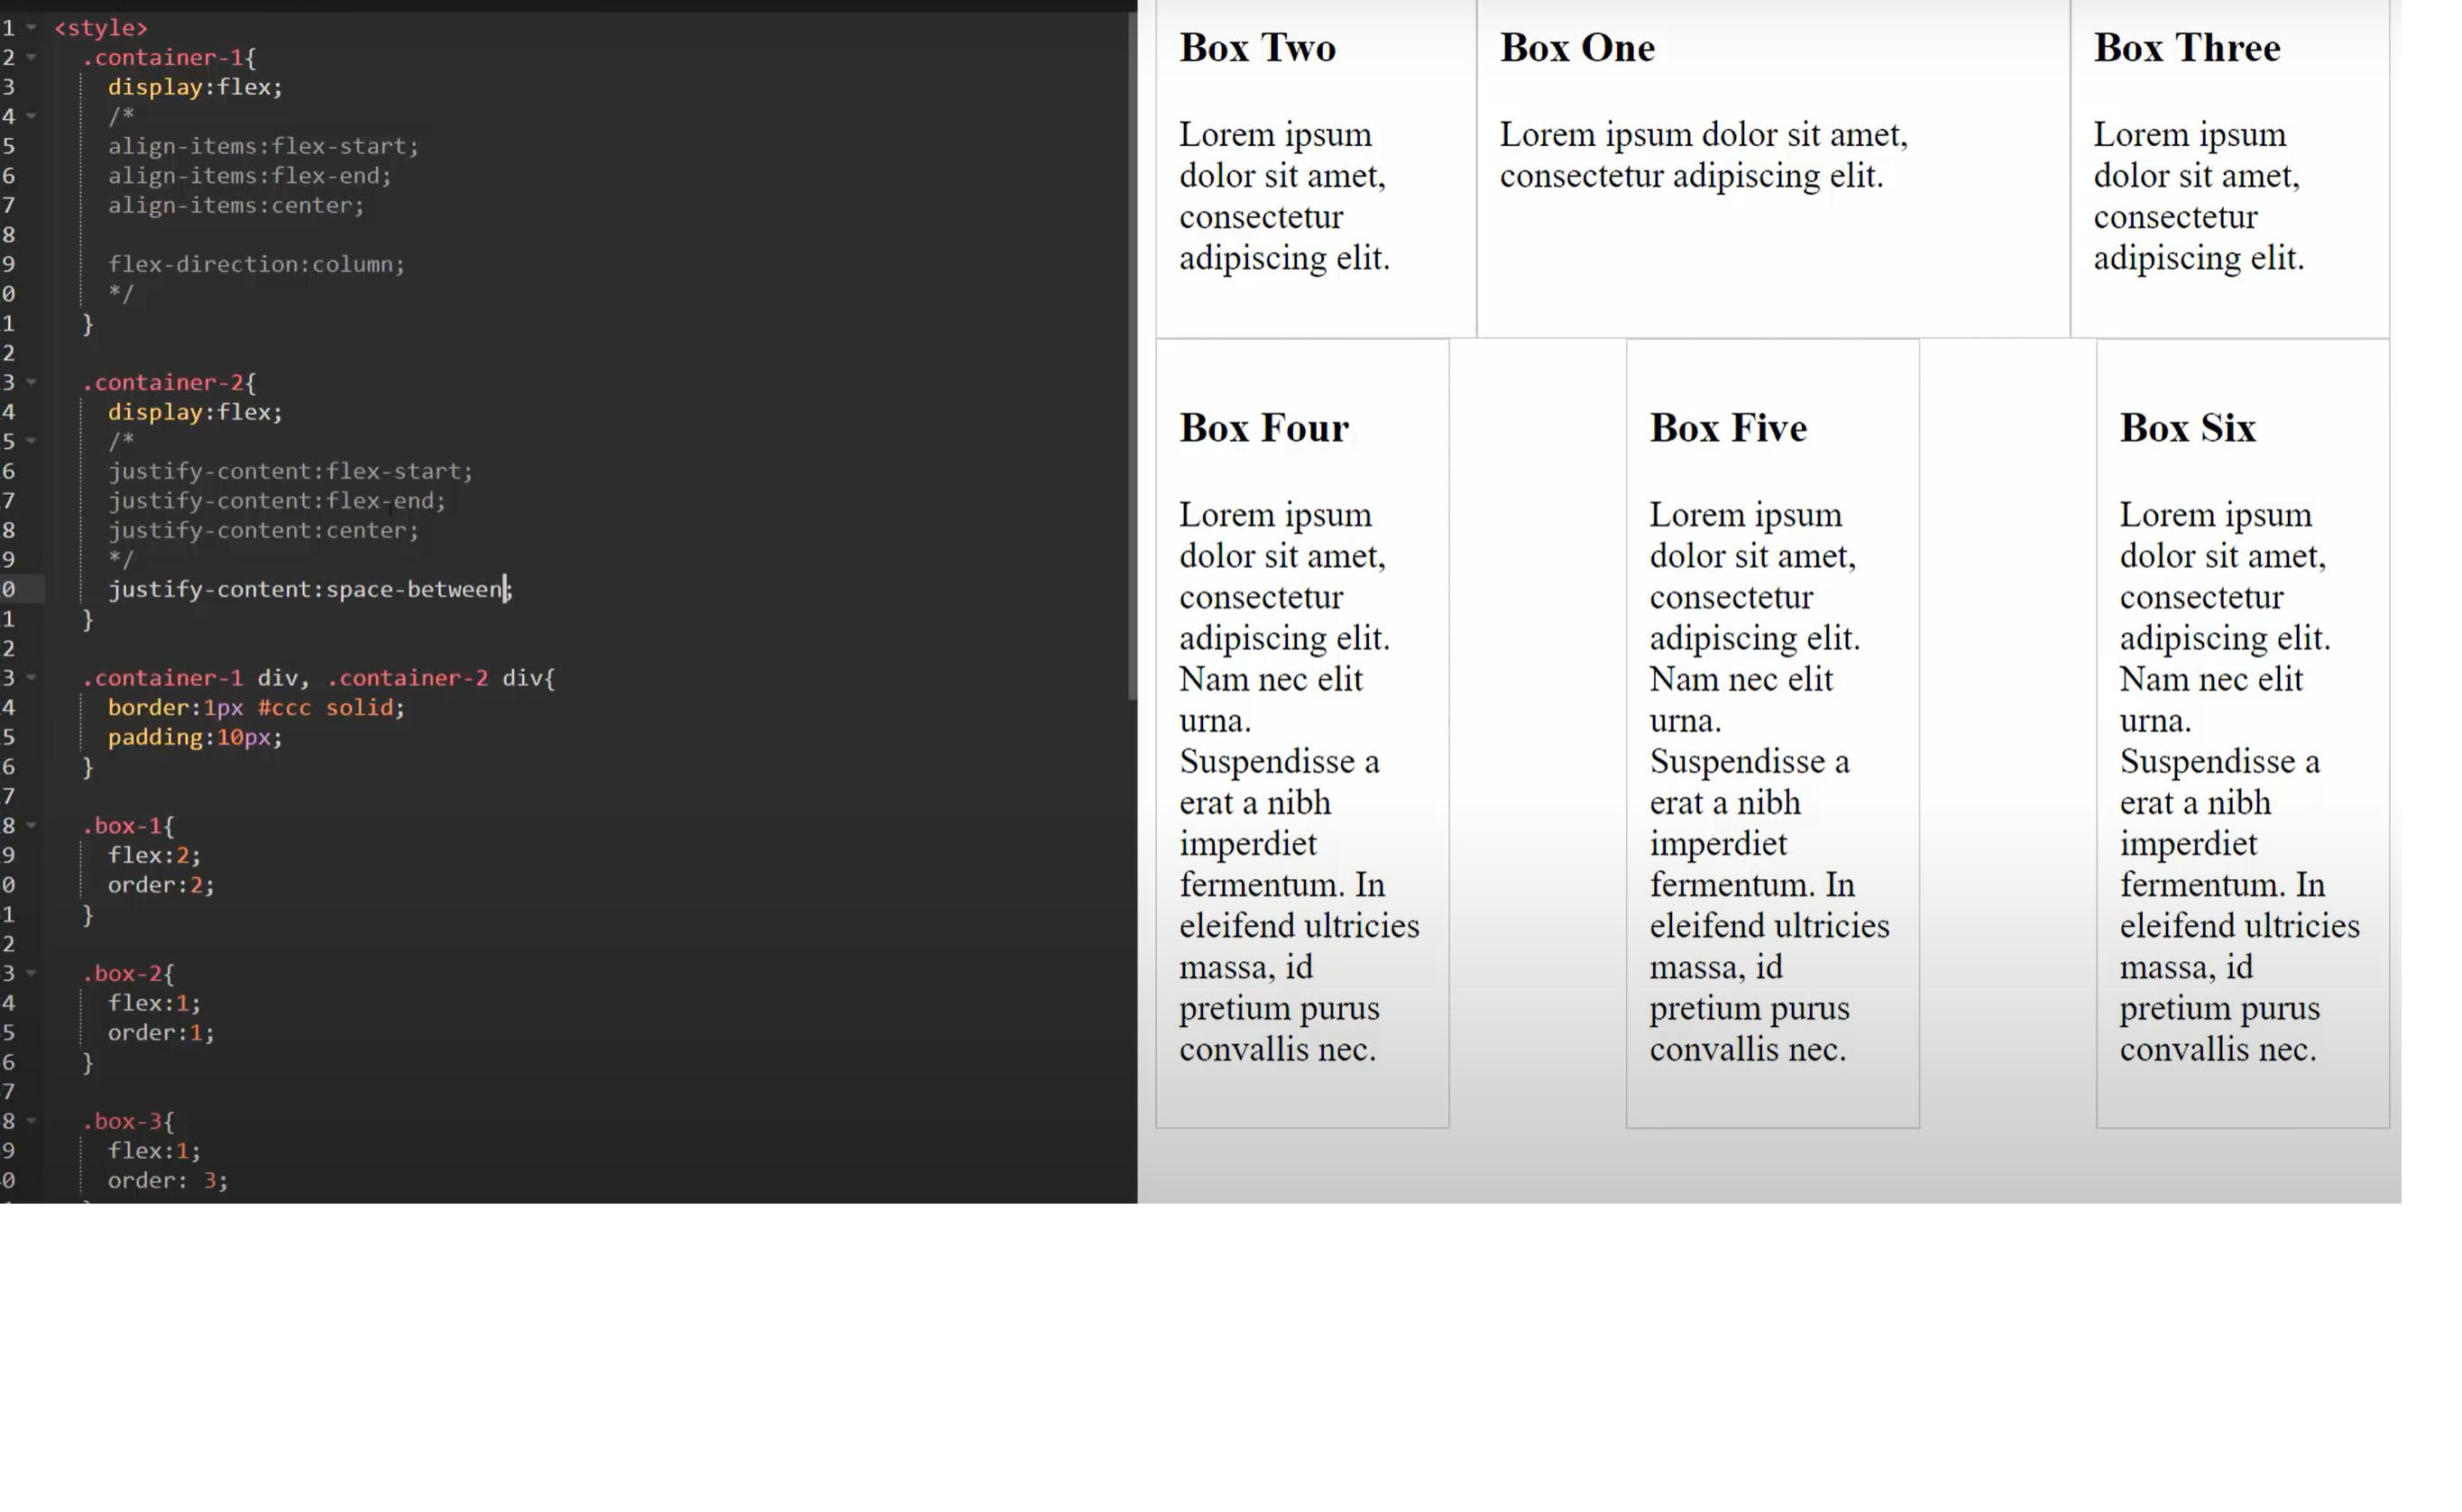 1 <style>
2 .container-1{
3 display:flex;
4 /*
5 align-items:flex-start;
6 align-items:flex-end;
7 align-items:center;
8
9 flex-direction:column;
0 */
1 }
2
3 .container-2{
4 display:flex;
5 /*
6 justify-content:flex-start;
7 justify-content:flex-end;
8 justify-content:center;
9 */
0 justify-content:space-between;
1 }
2
3 .container-1 div, .container-2 div{
4 border:1px #ccc solid;
5 padding:10px;
6 }
7
8 .box-1{
9 flex:2;
0 order:2;
1 }
2
3 .box-2{
4 flex:1;
5 order:1;
6 }
7
8 .box-3{
9 flex:1;
0 order: 3;
Box Two
Lorem ipsum
dolor sit amet,
consectetur
adipiscing elit.
Box One
Lorem ipsum dolor sit amet,
consectetur adipiscing elit.
Box Three
Lorem ipsum
dolor sit amet,
consectetur
adipiscing elit.
Box Four
Lorem ipsum
dolor sit amet,
consectetur
adipiscing elit.
Nam nec elit
urna.
Suspendisse a
erat a nibh
imperdiet
fermentum. In
eleifend ultricies
massa, id
pretium purus
convallis nec.
Box Five
Lorem ipsum
dolor sit amet,
consectetur
adipiscing elit.
Nam nec elit
urna.
Suspendisse a
erat a nibh
imperdiet
fermentum. In
eleifend ultricies
massa, id
pretium purus
convallis nec.
Box Six
Lorem ipsum
dolor sit amet,
consectetur
adipiscing elit.
Nam nec elit
urna.
Suspendisse a
erat a nibh
imperdiet
fermentum. In
eleifend ultricies
massa, id
pretium purus
convallis nec.